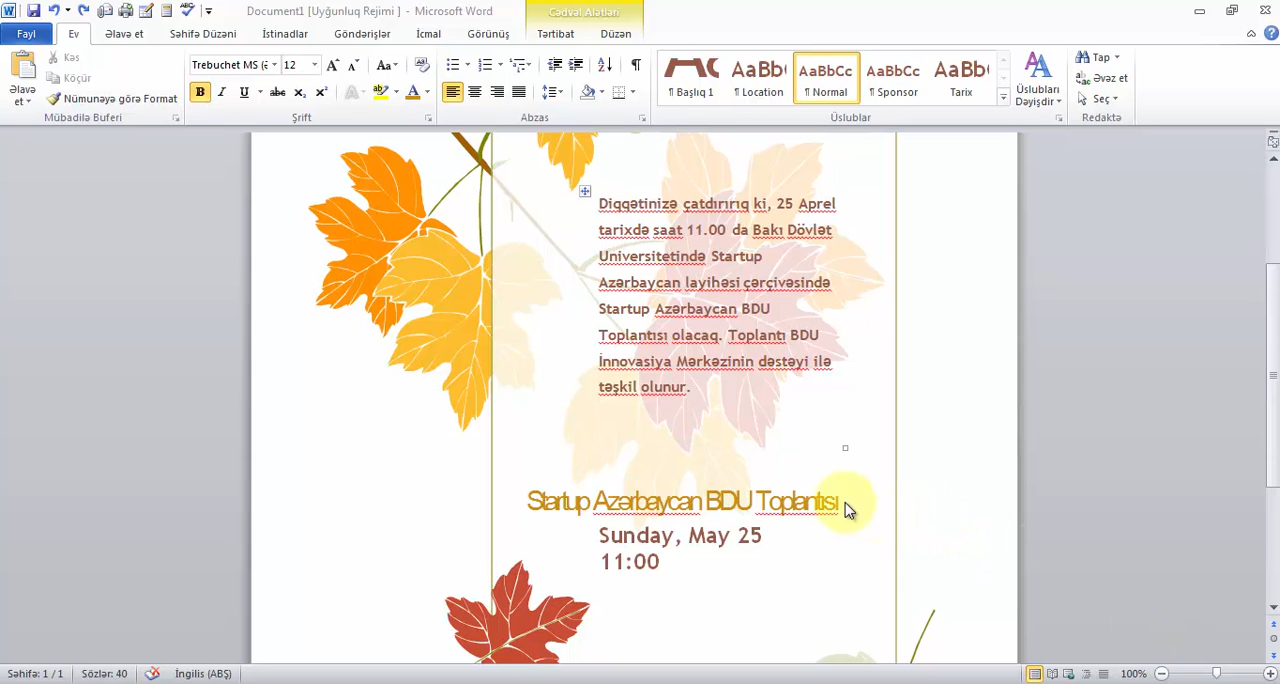 Document1 [Uyğunluq Rejimi ] - Microsoft Word
Cədvəl Alətləri
Fayl Ev Əlavə et Səhifə Düzəni İstinadlar Göndərişlər İcmal Görünüş Tərtibat Düzən
Əlavə et
Kəs
Köçür
Nümunəyə görə Format
Mübadilə Buferi
Trebuchet MS (E 12
Şrift
Abzas
AaBbCc AaBbCc AaBb(
¶ Başlıq 1 ¶ Location ¶ Normal ¶ Sponsor Tarix
Üslubları Dəyişdir
Üslublar
Tap
Əvəz et
Seç
Redaktə
Diqqətinizə çatdırırıq ki, 25 Aprel
tarixdə saat 11.00 da Bakı Dövlət
Universitetində Startup
Azərbaycan layihəsi çərçivəsində
Startup Azərbaycan BDU
Toplantısı olacaq. Toplantı BDU
İnnovasiya Mərkəzinin dəstəyi ilə
təşkil olunur.
Startup Azərbaycan BDU Toplantısı
Sunday, May 25
11:00
Səhifə: 1 / 1 Sözlər: 40 İngilis (ABŞ) 100%